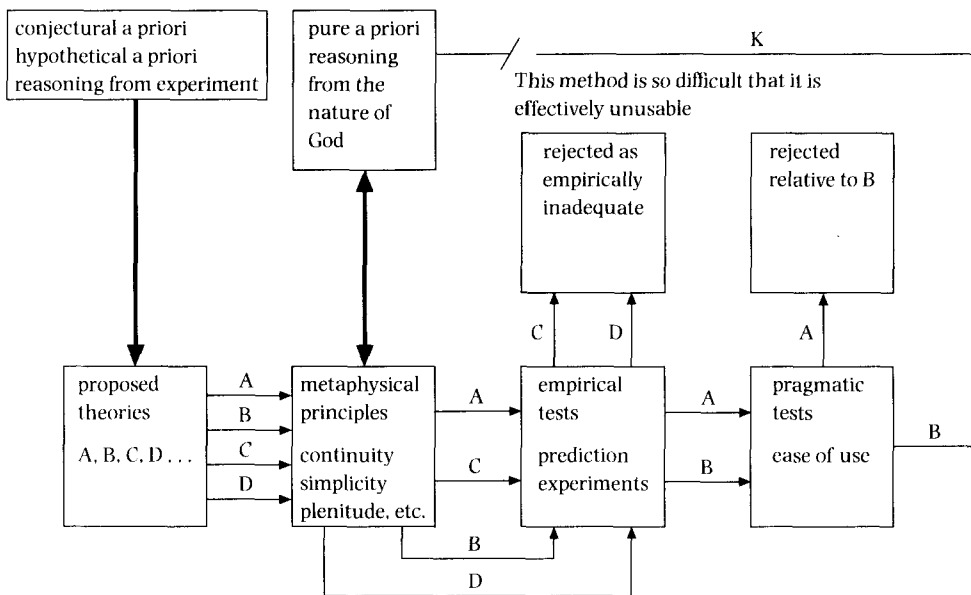 conjectural a priori
hypothetical a priori
reasoning from experiment
pure a priori
reasoning
from the
nature of
God
K
This method is so difficult that it is
effectively unusable
rejected as
empirically
inadequate
rejected
relative to B
C
D
A
proposed
theories
A, B, C, D . . .
A
B
C
D
metaphysical
principles
continuity
simplicity
plenitude, etc.
A
C
B
D
empirical
tests
prediction
experiments
A
B
pragmatic
tests
ease of use
B